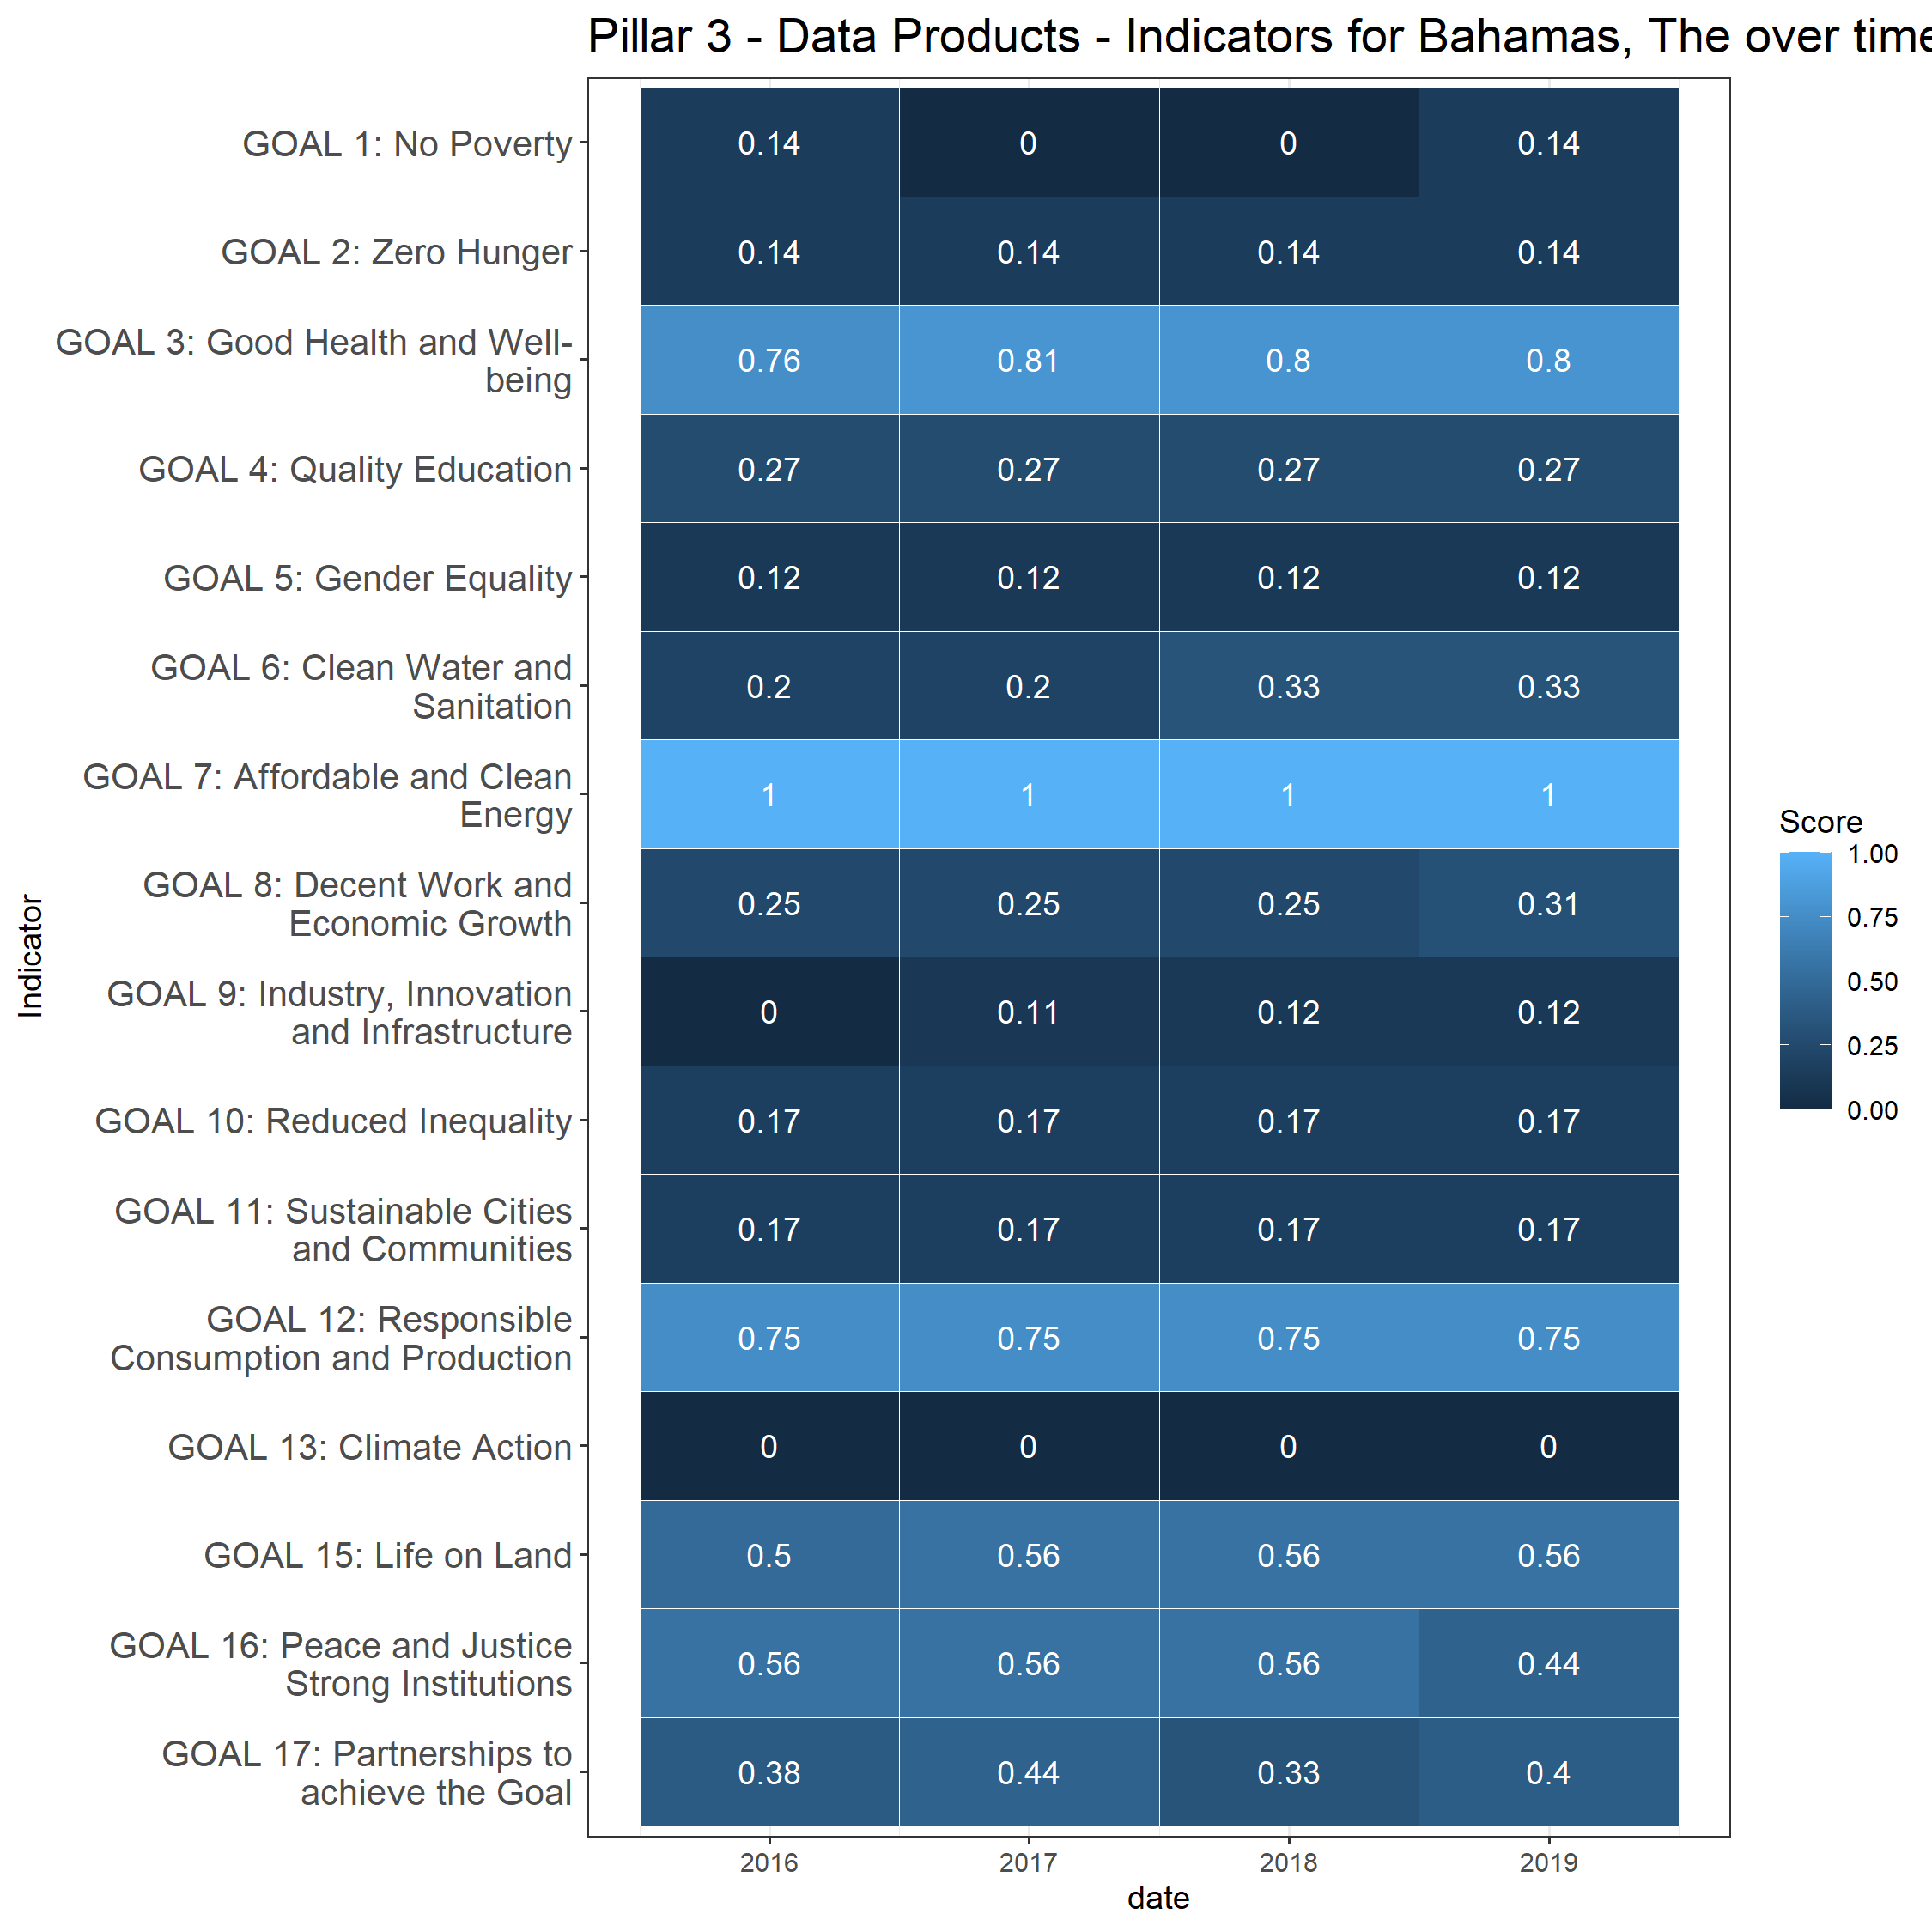 Pillar 3 - Data Products - Indicators for Bahamas, The over time
GOAL 1: No Poverty 0.14 0 0 0.14
GOAL 2: Zero Hunger 0.14 0.14 0.14 0.14
GOAL 3: Good Health and Well-
being 0.76 0.81 0.8 0.8
GOAL 4: Quality Education 0.27 0.27 0.27 0.27
GOAL 5: Gender Equality 0.12 0.12 0.12 0.12
GOAL 6: Clean Water and
Sanitation 0.2 0.2 0.33 0.33
GOAL 7: Affordable and Clean
Energy 1 1 1 1
GOAL 8: Decent Work and
Economic Growth 0.25 0.25 0.25 0.31
GOAL 9: Industry, Innovation
and Infrastructure 0 0.11 0.12 0.12
GOAL 10: Reduced Inequality 0.17 0.17 0.17 0.17
GOAL 11: Sustainable Cities
and Communities 0.17 0.17 0.17 0.17
GOAL 12: Responsible
Consumption and Production 0.75 0.75 0.75 0.75
GOAL 13: Climate Action 0 0 0 0
GOAL 15: Life on Land 0.5 0.56 0.56 0.56
GOAL 16: Peace and Justice
Strong Institutions 0.56 0.56 0.56 0.44
GOAL 17: Partnerships to
achieve the Goal 0.38 0.44 0.33 0.4
2016 2017 2018 2019
date
Indicator
Score
1.00
0.75
0.50
0.25
0.00